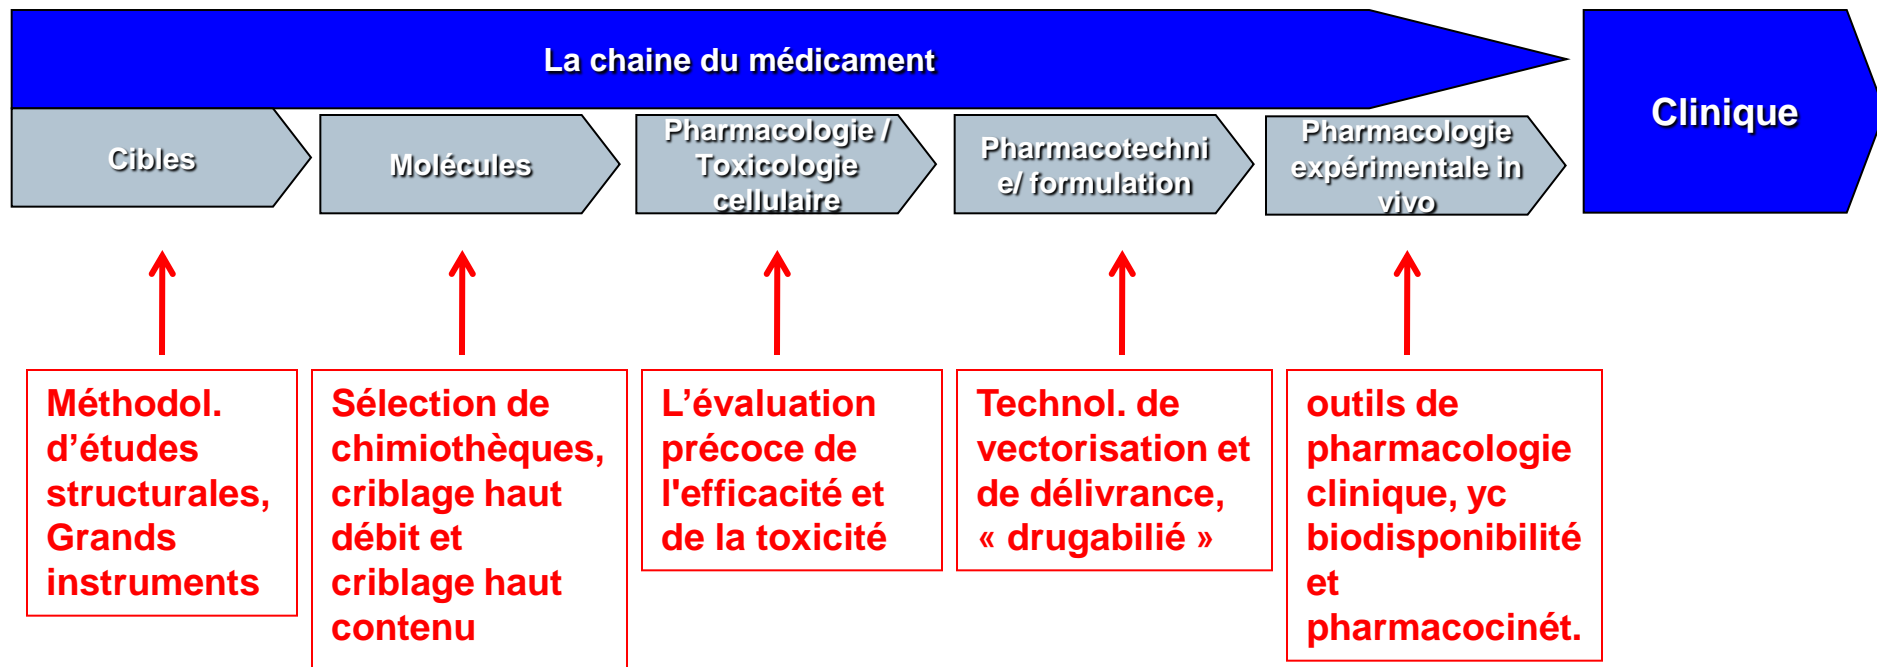 La chaine du médicament
Clinique
Cibles
Molécules
Pharmacologie /
Toxicologie
cellulaire
Pharmacotechni
e/ formulation
Pharmacologie
expérimentale in
vivo
Méthodol.
d’études
structurales,
Grands
instruments
Sélection de
chimiothèques,
criblage haut
débit et
criblage haut
contenu
L’évaluation
précoce de
l'efficacité et
de la toxicité
Technol. de
vectorisation et
de délivrance,
« drugabilié »
outils de
pharmacologie
clinique, yc
biodisponibilité
et
pharmacocinét.